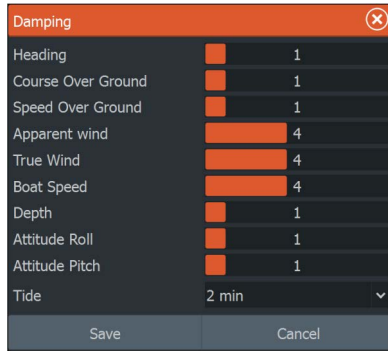 Damping
Heading 1
Course Over Ground 1
Speed Over Ground 1
Apparent wind 4
True Wind 4
Boat Speed 4
Depth 1
Attitude Roll 1
Attitude Pitch 1
Tide 2 min
Save Cancel